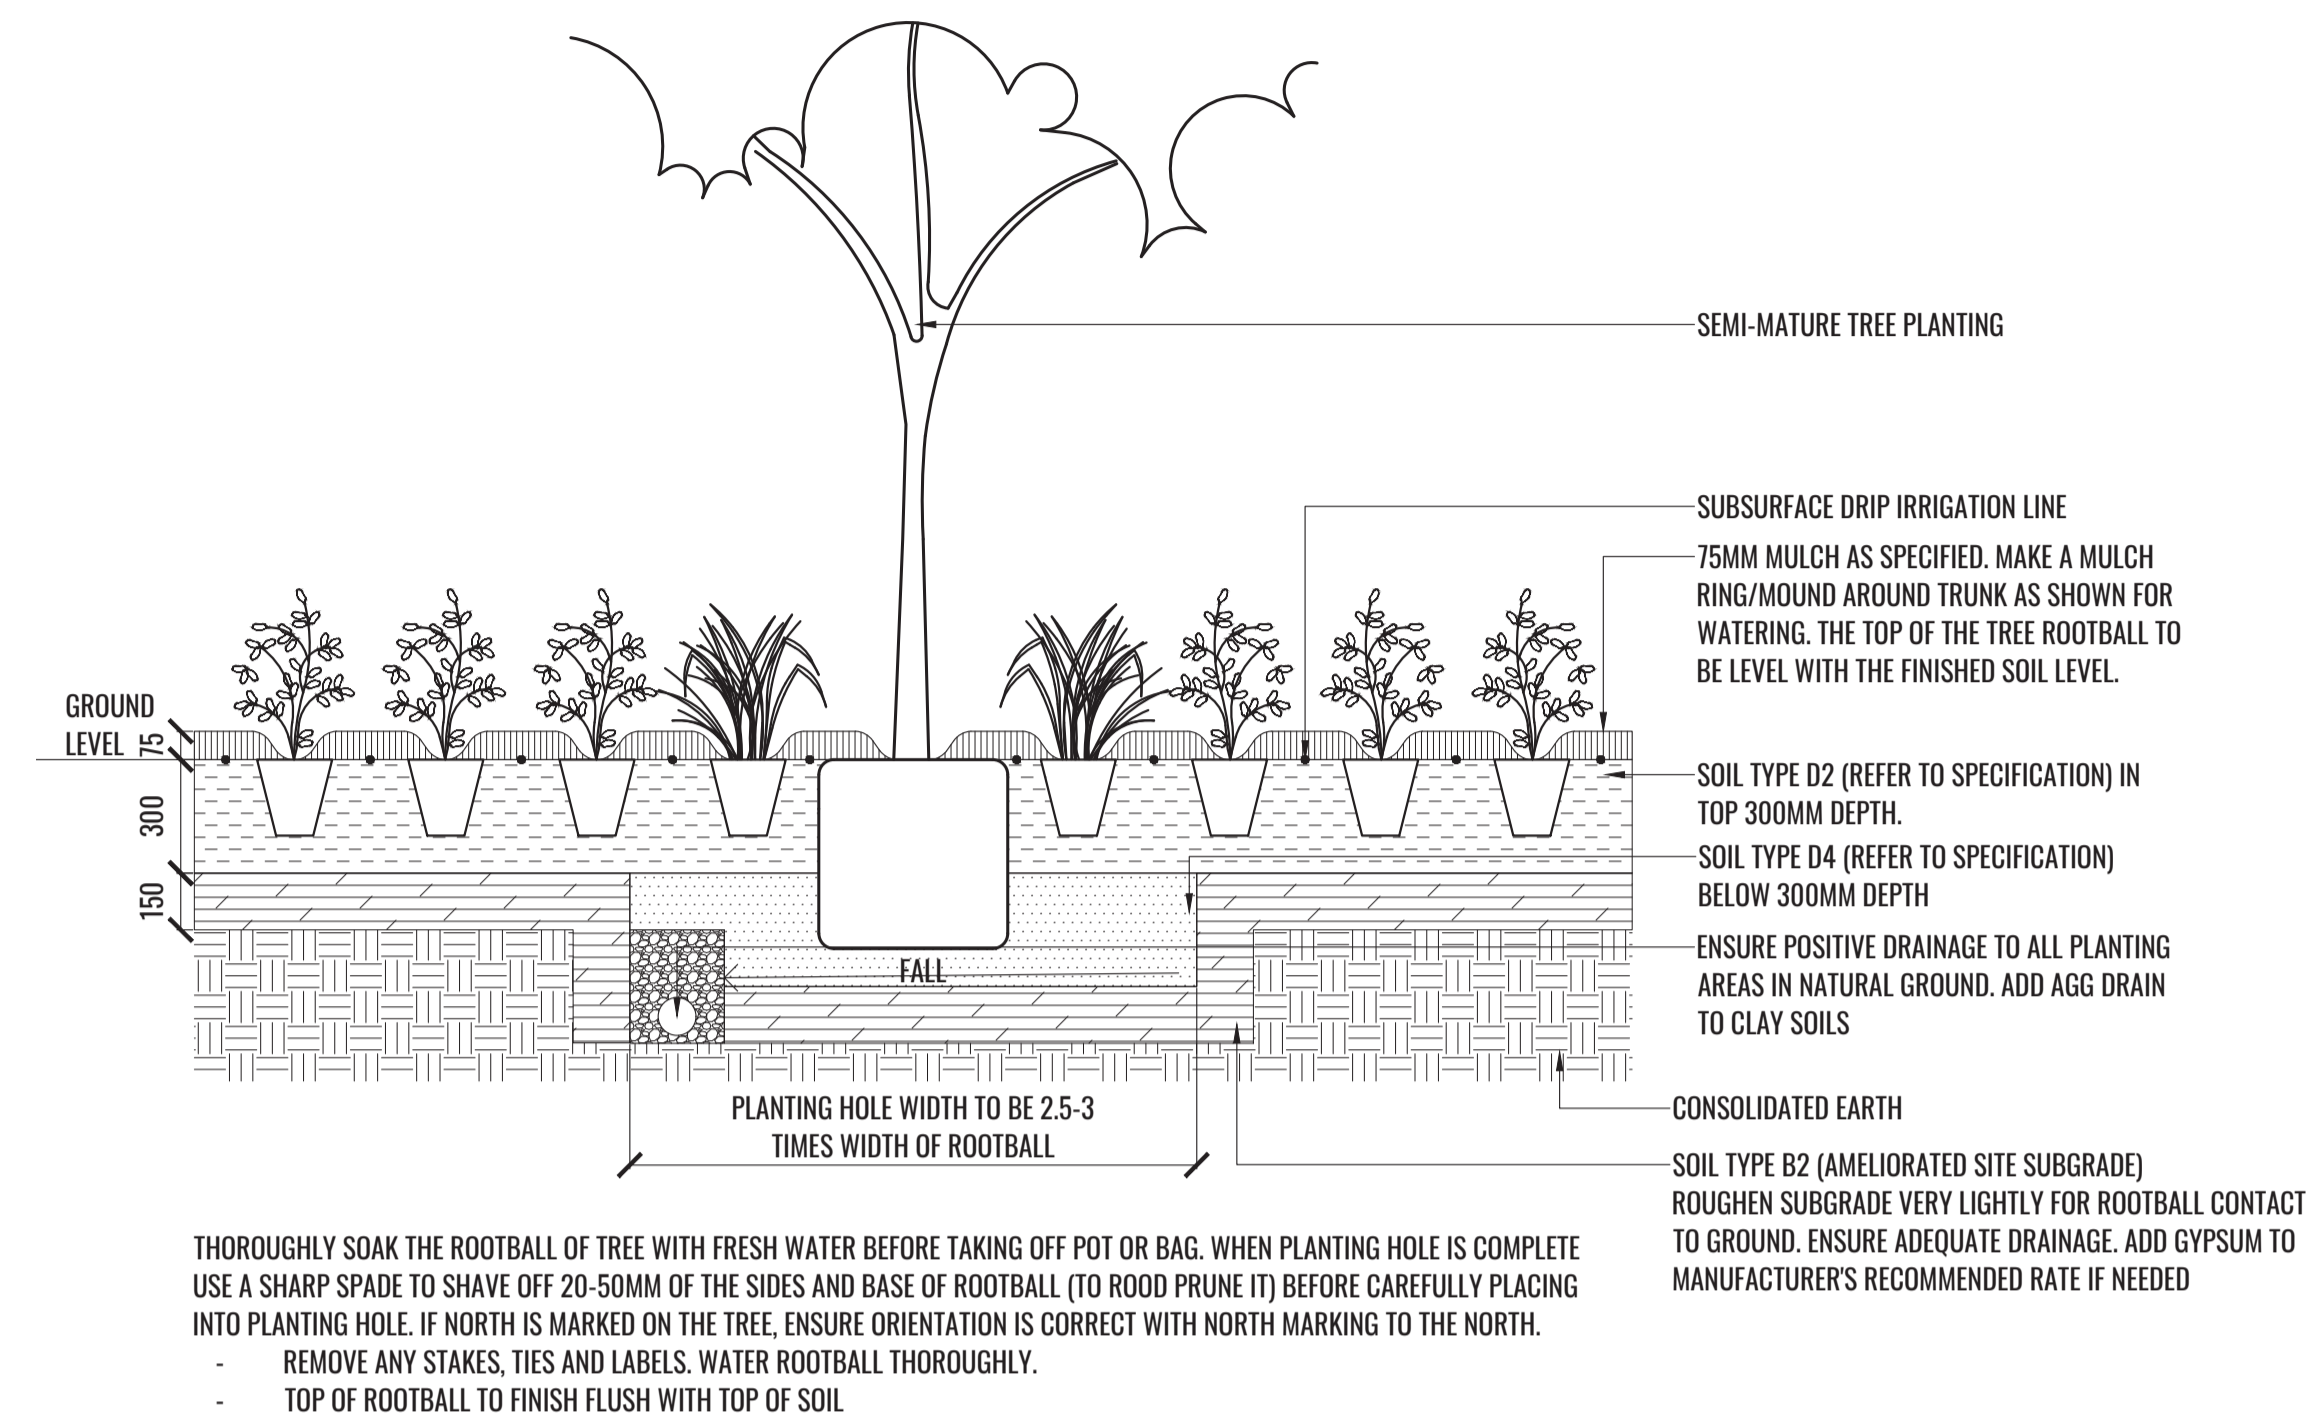 SEMI-MATURE TREE PLANTING
SUBSURFACE DRIP IRRIGATION LINE
75MM MULCH AS SPECIFIED. MAKE A MULCH
RING/MOUND AROUND TRUNK AS SHOWN FOR
WATERING. THE TOP OF THE TREE ROOTBALL TO
BE LEVEL WITH THE FINISHED SOIL LEVEL.
GROUND
LEVEL
75
300
150
SOIL TYPE D2 (REFER TO SPECIFICATION) IN
TOP 300MM DEPTH.
SOIL TYPE D4 (REFER TO SPECIFICATION)
BELOW 300MM DEPTH
ENSURE POSITIVE DRAINAGE TO ALL PLANTING
AREAS IN NATURAL GROUND. ADD AGG DRAIN
TO CLAY SOILS
FALL
CONSOLIDATED EARTH
PLANTING HOLE WIDTH TO BE 2.5-3
TIMES WIDTH OF ROOTBALL
SOIL TYPE B2 (AMELIORATED SITE SUBGRADE)
ROUGHEN SUBGRADE VERY LIGHTLY FOR ROOTBALL CONTACT
TO GROUND. ENSURE ADEQUATE DRAINAGE. ADD GYPSUM TO
MANUFACTURER'S RECOMMENDED RATE IF NEEDED
THOROUGHLY SOAK THE ROOTBALL OF TREE WITH FRESH WATER BEFORE TAKING OFF POT OR BAG. WHEN PLANTING HOLE IS COMPLETE
USE A SHARP SPADE TO SHAVE OFF 20-50MM OF THE SIDES AND BASE OF ROOTBALL (TO ROOD PRUNE IT) BEFORE CAREFULLY PLACING
INTO PLANTING HOLE. IF NORTH IS MARKED ON THE TREE, ENSURE ORIENTATION IS CORRECT WITH NORTH MARKING TO THE NORTH.
- REMOVE ANY STAKES, TIES AND LABELS. WATER ROOTBALL THOROUGHLY.
- TOP OF ROOTBALL TO FINISH FLUSH WITH TOP OF SOIL